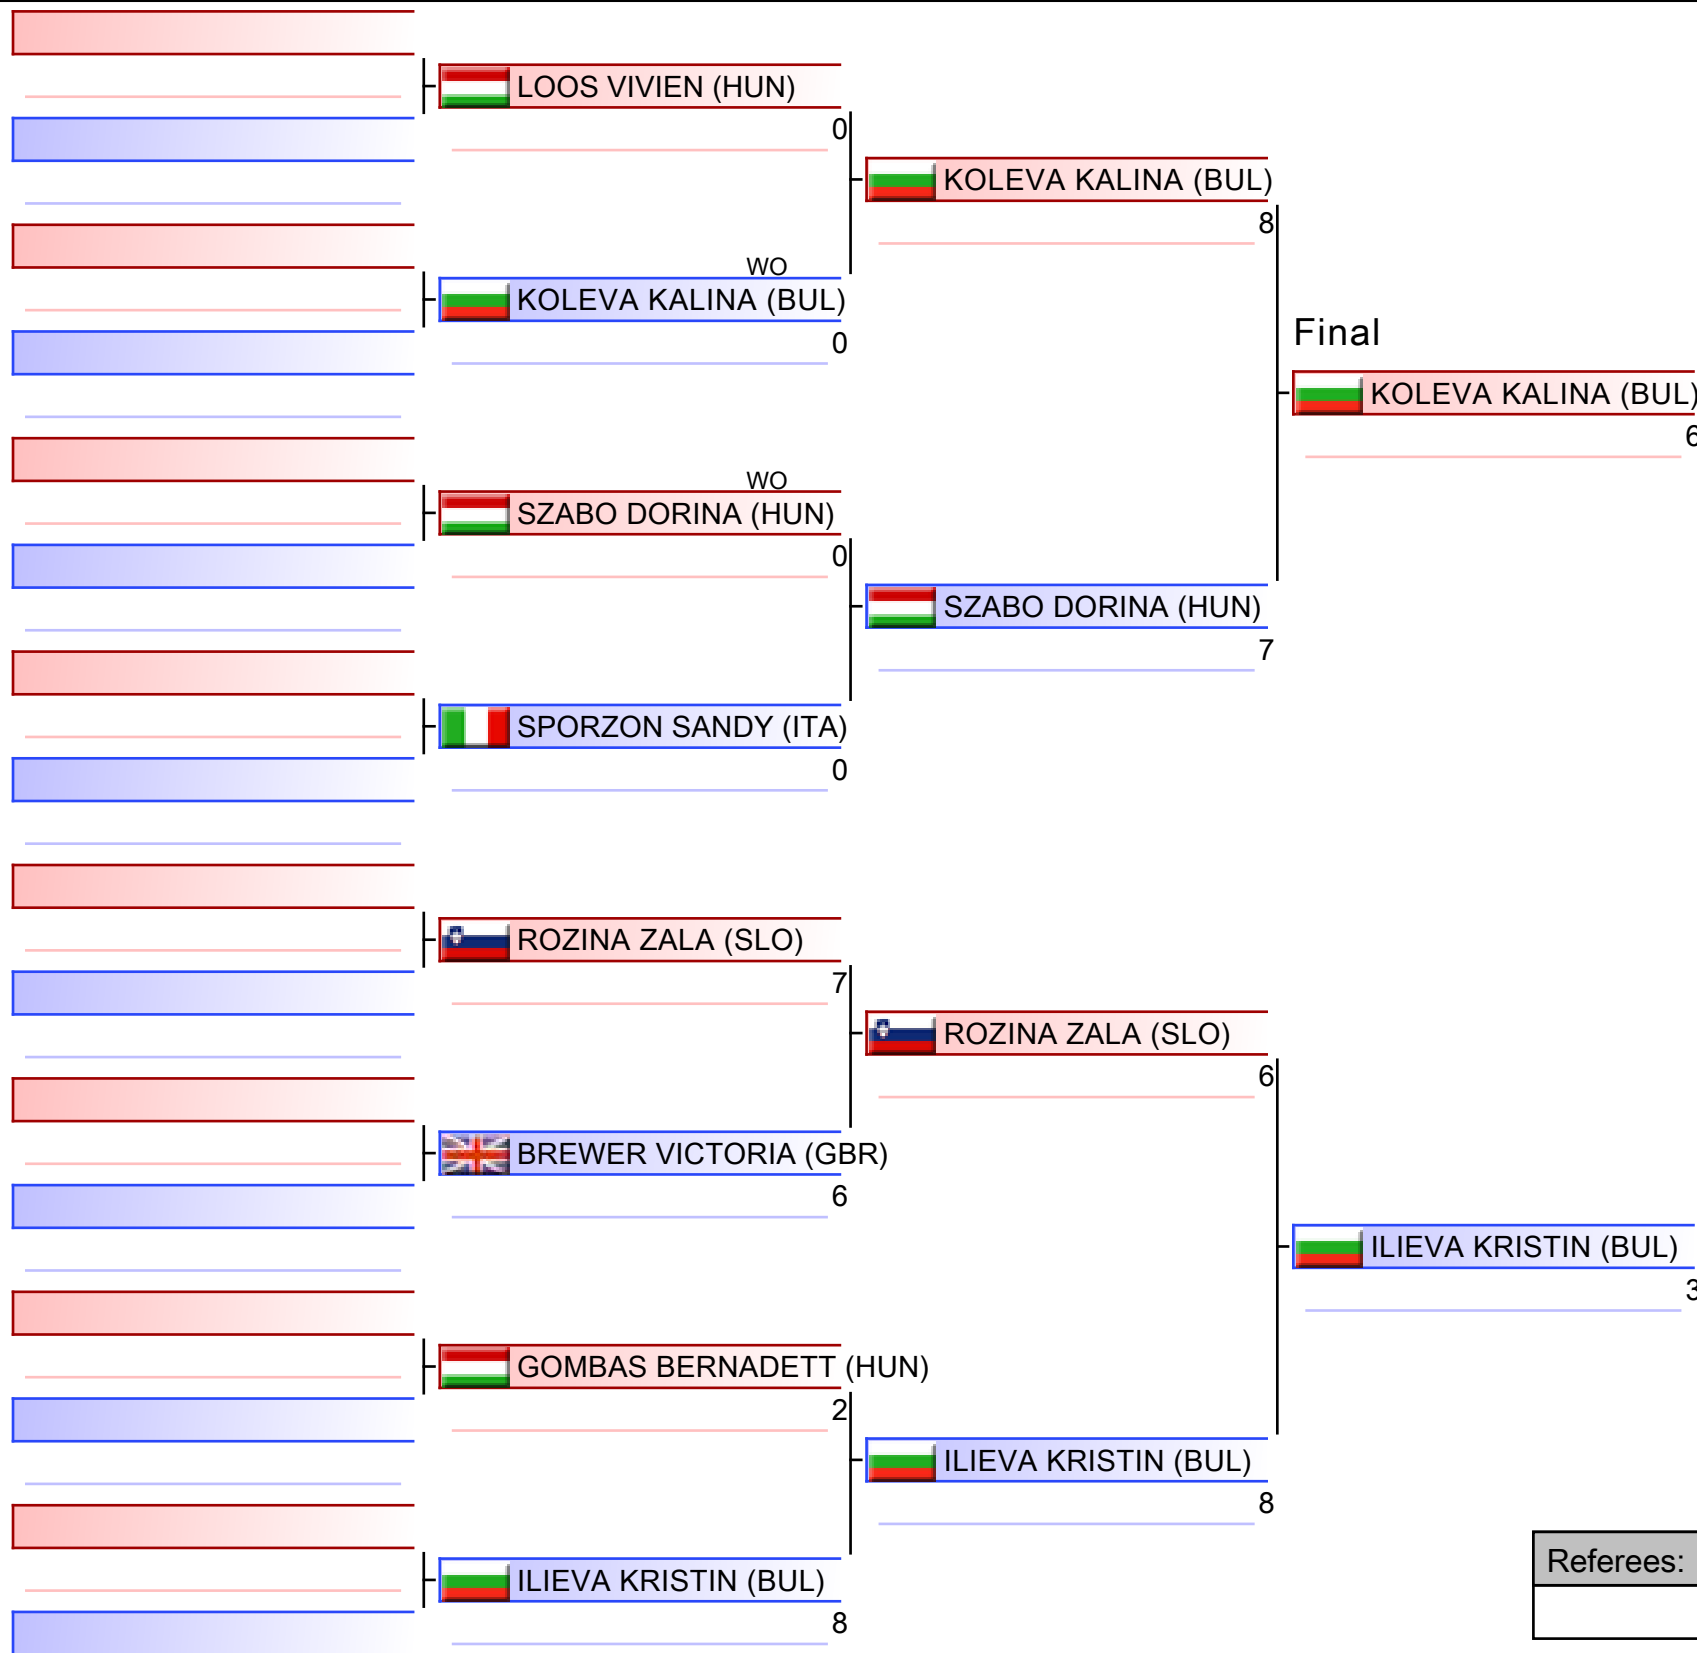 LOOS VIVIEN (HUN)
0
KOLEVA KALINA (BUL)
8
WO
KOLEVA KALINA (BUL)
0
Final
KOLEVA KALINA (BUL)
6
WO
SZABO DORINA (HUN)
0
SZABO DORINA (HUN)
7
SPORZON SANDY (ITA)
0
ROZINA ZALA (SLO)
7
ROZINA ZALA (SLO)
6
BREWER VICTORIA (GBR)
6
ILIEVA KRISTIN (BUL)
3
GOMBAS BERNADETT (HUN)
2
ILIEVA KRISTIN (BUL)
8
Referees:
ILIEVA KRISTIN (BUL)
8